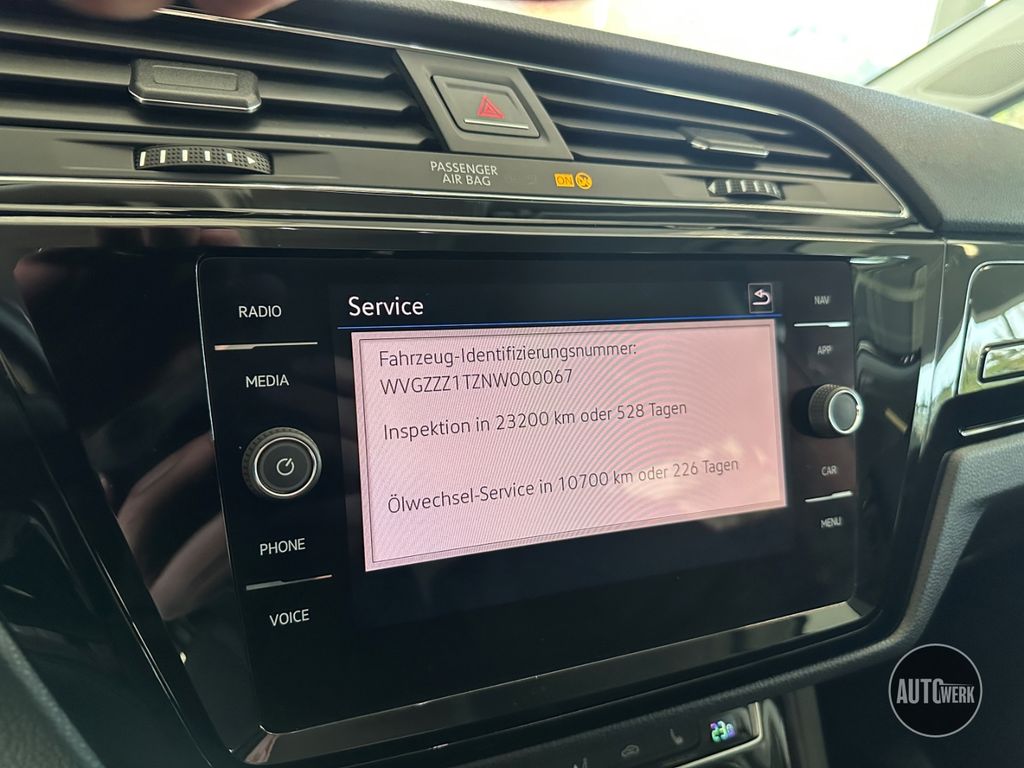 PASSENGER
AIR BAG
ON
RADIO
MEDIA
PHONE
VOICE
Service
Fahrzeug-Identifizierungsnummer:
WVGZZZ1TZNW000067
Inspektion in 23200 km oder 528 Tagen
Ölwechsel-Service in 10700 km oder 226 Tagen
NAV
APP
CAR
MENU
AUTOWERK